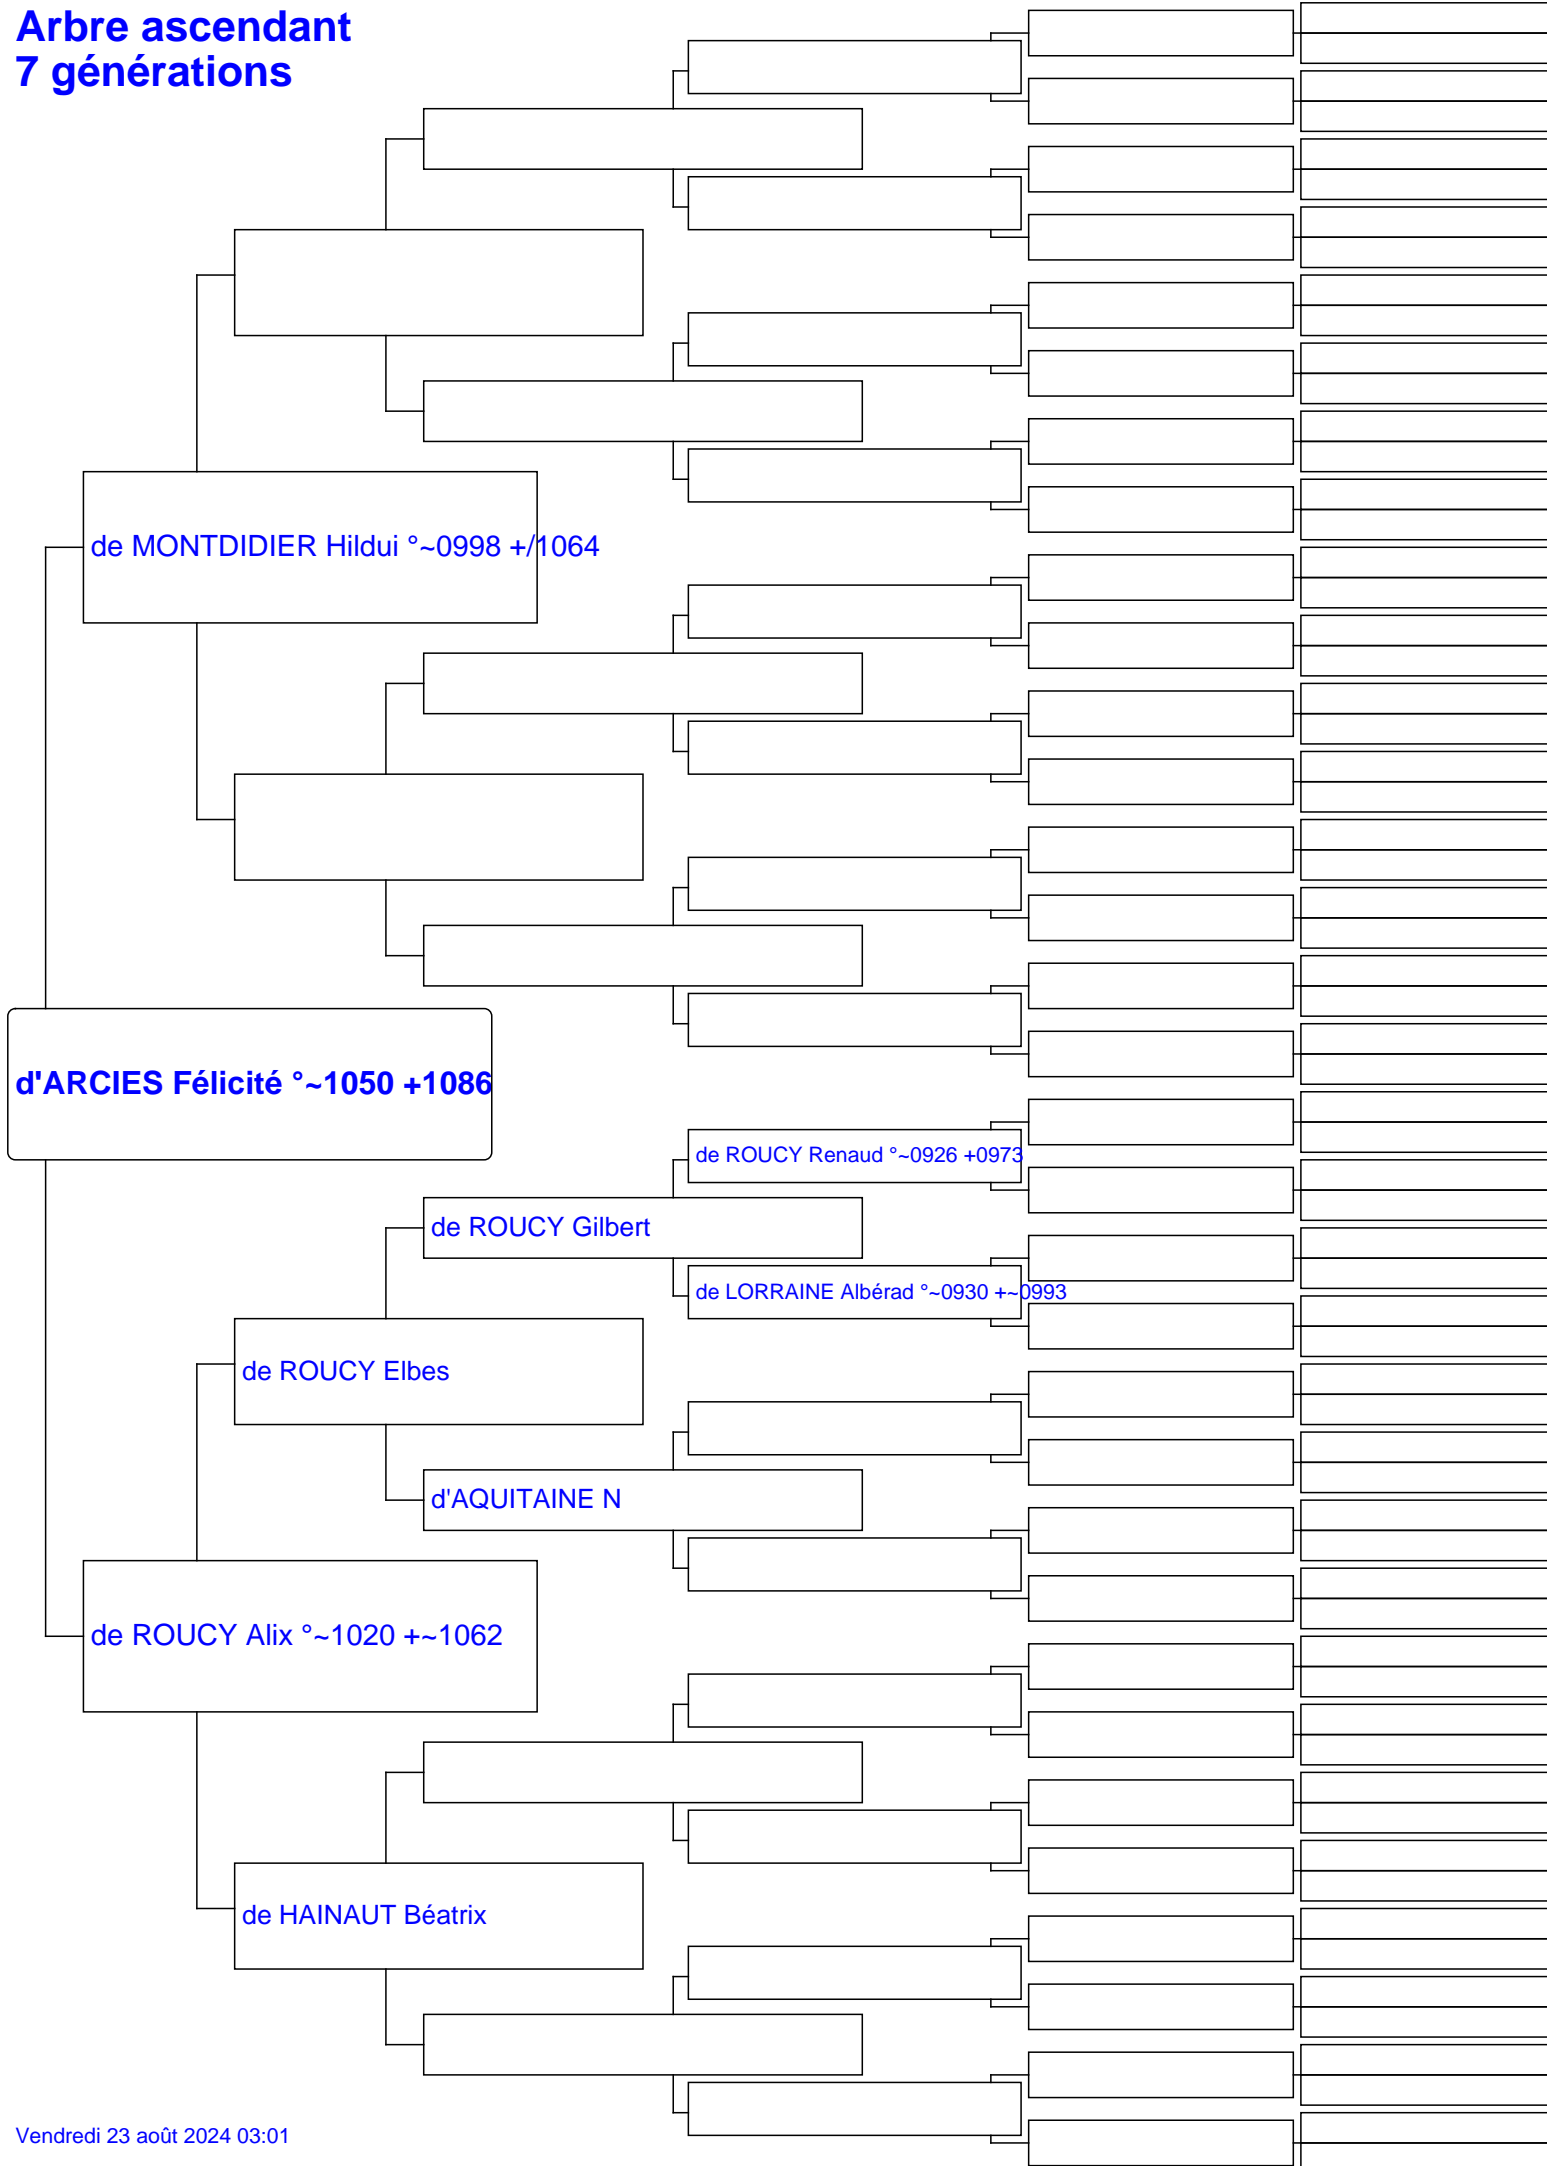 Arbre ascendant
7 générations
de MONTDIDIER Hildui °~0998 +/1064
d'ARCIES Félicité °~1050 +1086
de ROUCY Renaud °~0926 +0973
de ROUCY Gilbert
de LORRAINE Albérad °~0930 +~0993
de ROUCY Elbes
d'AQUITAINE N
de ROUCY Alix °~1020 +~1062
de HAINAUT Béatrix
Vendredi 23 août 2024 03:01